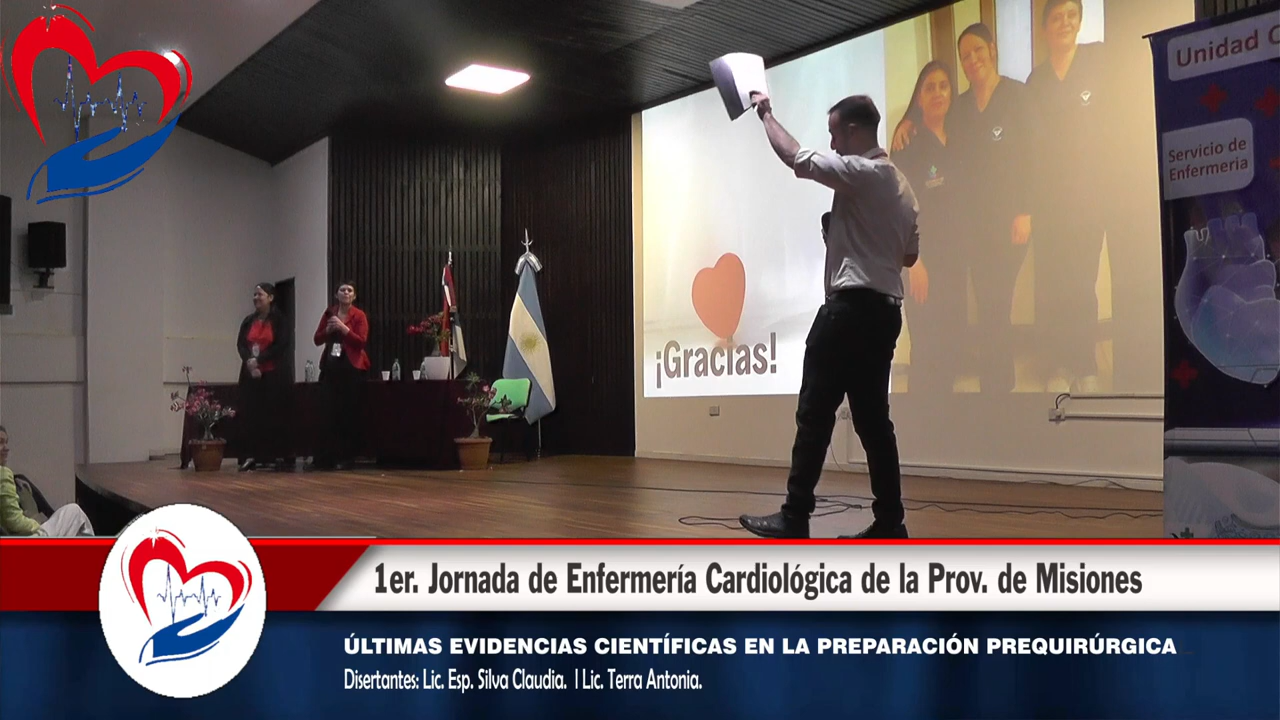 Unidad
Servicio de
Enfermeria
¡Gracias!
1er. Jornada de Enfermería Cardiológica de la Prov. de Misiones
ÚLTIMAS EVIDENCIAS CIENTÍFICAS EN LA PREPARACIÓN PREQUIRÚRGICA
Disertantes: Lic. Esp. Silva Claudia. I Lic. Terra Antonia.